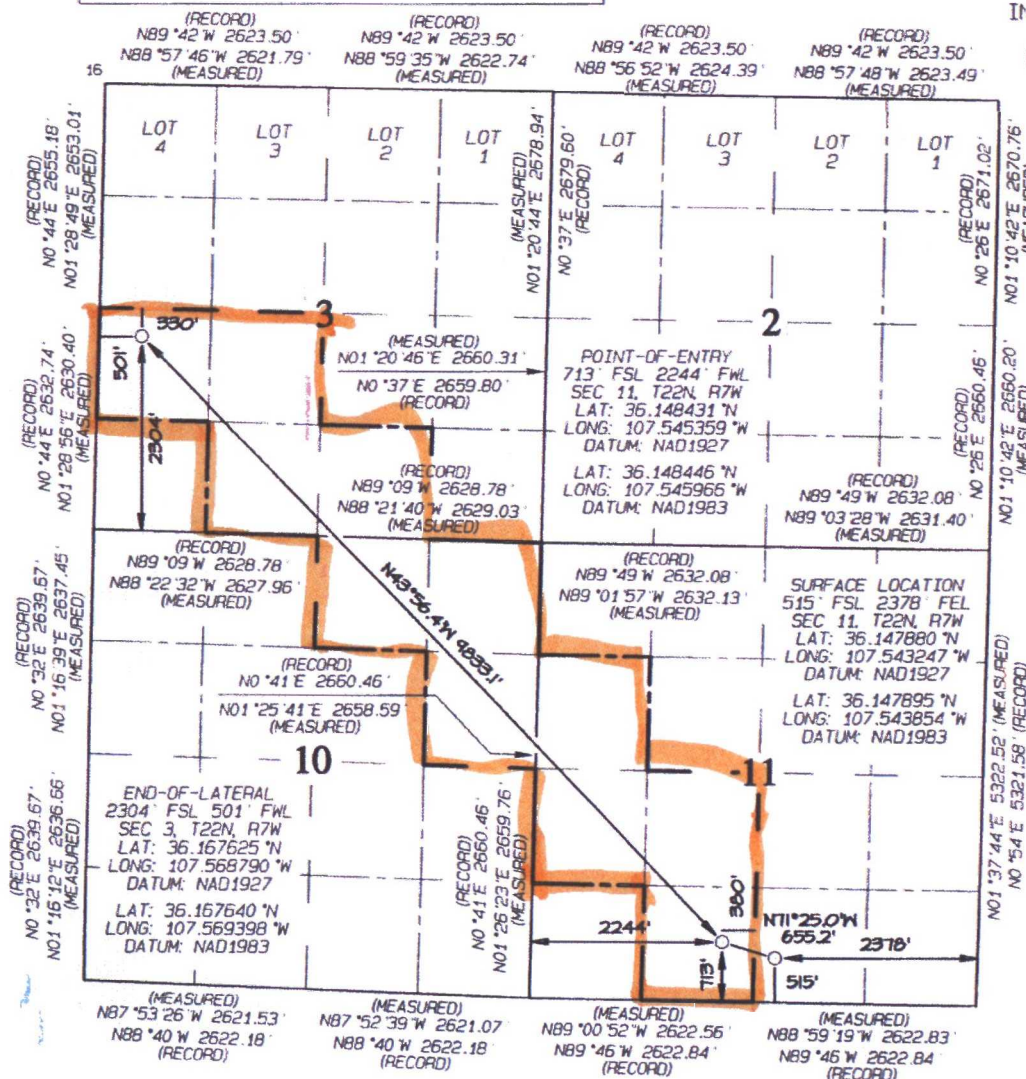 IN
(RECORD)
N89°42'W 2623.50'
N88°57'46"W 2621.79'
(MEASURED)
(RECORD)
N89°42'W 2623.50'
N88°59'35"W 2622.74'
(MEASURED)
(RECORD)
N89°42'W 2623.50'
N88°56'52"W 2624.39'
(MEASURED)
(RECORD)
N89°42'W 2623.50'
N88°57'48"W 2623.49'
(MEASURED)
16
LOT
4
LOT
3
LOT
2
LOT
1
LOT
4
LOT
3
LOT
2
LOT
1
(RECORD)
N0°44'E 2655.18'
N01°28'49"E 2653.01'
(MEASURED)
(MEASURED)
N01°20'44"E 2678.94'
N0°37'E 2679.60'
(RECORD)
(RECORD)
N0°26'E 2671.02'
N01°10'42"E 2670.76'
(MEASURED)
3
2
330'
501'
2304'
(MEASURED)
N01°20'46"E 2660.31'
N0°37'E 2659.80'
(RECORD)
POINT-OF-ENTRY
713' FSL 2244' FWL
SEC 11, T22N, R7W
LAT: 36.148431°N
LONG: 107.545359°W
DATUM: NAD1927
LAT: 36.148446°N
LONG: 107.545965°W
DATUM: NAD1983
(RECORD)
N0°44'E 2632.74'
N01°28'56"E 2630.40'
(MEASURED)
(RECORD)
N0°26'E 2660.46'
N01°10'42"E 2660.20'
(MEASURED)
(RECORD)
N89°09'W 2628.78'
N88°21'40"W 2629.03'
(MEASURED)
(RECORD)
N89°49'W 2632.08'
N89°03'28"W 2631.40'
(MEASURED)
(RECORD)
N89°09'W 2628.78'
N88°22'32"W 2627.96'
(MEASURED)
(RECORD)
N89°49'W 2632.08'
N89°01'57"W 2632.13'
(MEASURED)
N43°56.4'W 9833.1'
SURFACE LOCATION
515' FSL 2378' FEL
SEC 11, T22N, R7W
LAT: 36.147880°N
LONG: 107.543247°W
DATUM: NAD1927
LAT: 36.147895°N
LONG: 107.543854°W
DATUM: NAD1983
(RECORD)
N0°32'E 2639.67'
N01°16'39"E 2637.45'
(MEASURED)
(RECORD)
N0°41'E 2660.46'
N01°25'41"E 2658.59'
(MEASURED)
N01°37'44"E 5322.52' (MEASURED)
N0°54'E 5321.58' (RECORD)
10
11
END-OF-LATERAL
2304' FSL 501' FWL
SEC 3, T22N, R7W
LAT: 36.167625°N
LONG: 107.568790°W
DATUM: NAD1927
LAT: 36.167640°N
LONG: 107.569398°W
DATUM: NAD1983
(RECORD)
N0°32'E 2639.67'
N01°16'12"E 2636.66'
(MEASURED)
N0°41'E 2660.46'
(RECORD)
N01°26'23"E 2659.76'
(MEASURED)
2244'
380'
713'
N71°25.0'W
655.2'
2378'
515'
(MEASURED)
N87°53'26"W 2621.53'
N88°40'W 2622.18'
(RECORD)
(MEASURED)
N87°52'39"W 2621.07'
N88°40'W 2622.18'
(RECORD)
(MEASURED)
N89°00'52"W 2622.56'
N89°46'W 2622.84'
(RECORD)
(MEASURED)
N88°59'19"W 2622.83'
N89°46'W 2622.84'
(RECORD)